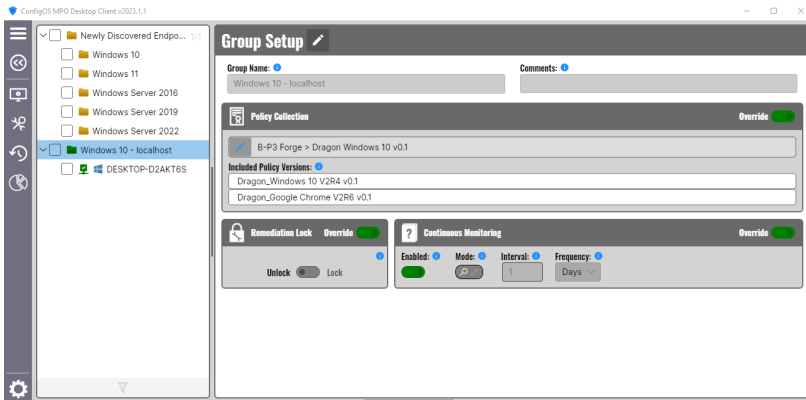 ConfigOS MPO Desktop Client v2023.1.1
Newly Discovered Endpo... 1/1
Windows 10
Windows 11
Windows Server 2016
Windows Server 2019
Windows Server 2022
Windows 10 - localhost
DESKTOP-D2AKT6S
Group Setup
Group Name:
Comments:
Windows 10 - localhost
Policy Collection
Override
B-P3 Forge > Dragon Windows 10 v0.1
Included Policy Versions:
Dragon_Windows 10 V2R4 v0.1
Dragon_Google Chrome V2R6 v0.1
Remediation Lock Override
Unlock Lock
? Continuous Monitoring Override
Enabled: Mode: Interval: Frequency:
1 Days